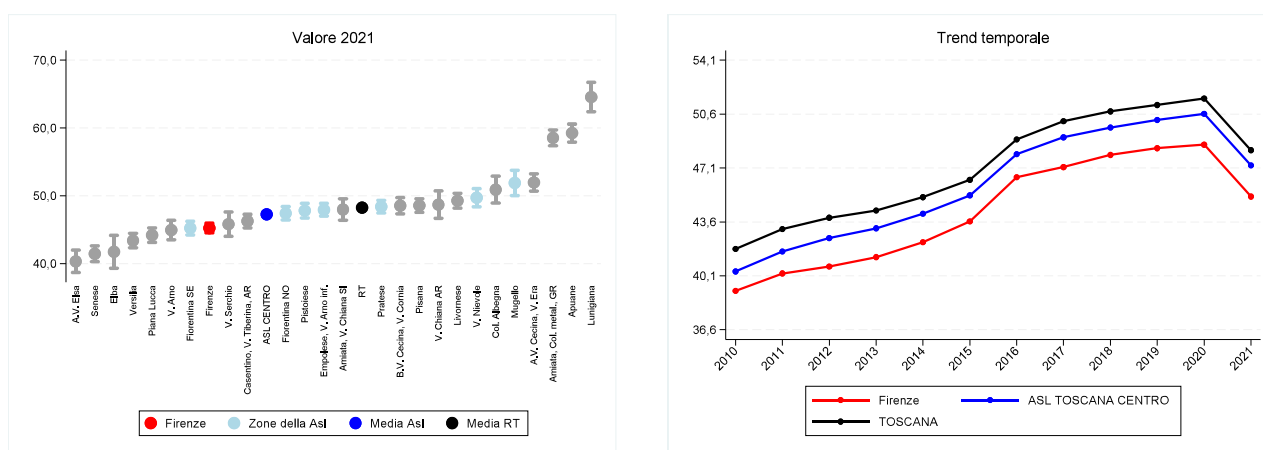 Valore 2021
70,0
60,0
50,0
40,0
A.V. Elsa
Senese
Elba
Versilia
Piana Lucca
V. Arno
Fiorentina SE
Firenze
V. Serchio
Casentino, V. Tiberina, AR
ASL CENTRO
Fiorentina NO
Pistoiese
Empolese, V. Arno inf.
Amiata, V. Chiana SI
RT
Pratese
B.V. Cecina, V. Cornia
Pisana
V. Chiana AR
Livornese
V. Nievole
Col. Albegna
Mugello
A.V. Cecina, V. Era
Amiata, Col. metal., GR
Apuane
Lunigiana
Firenze
Zone della Asl
Media Asl
Media RT
Trend temporale
54,1
50,6
47,1
43,6
40,1
36,6
2010
2011
2012
2013
2014
2015
2016
2017
2018
2019
2020
2021
Firenze
ASL TOSCANA CENTRO
TOSCANA